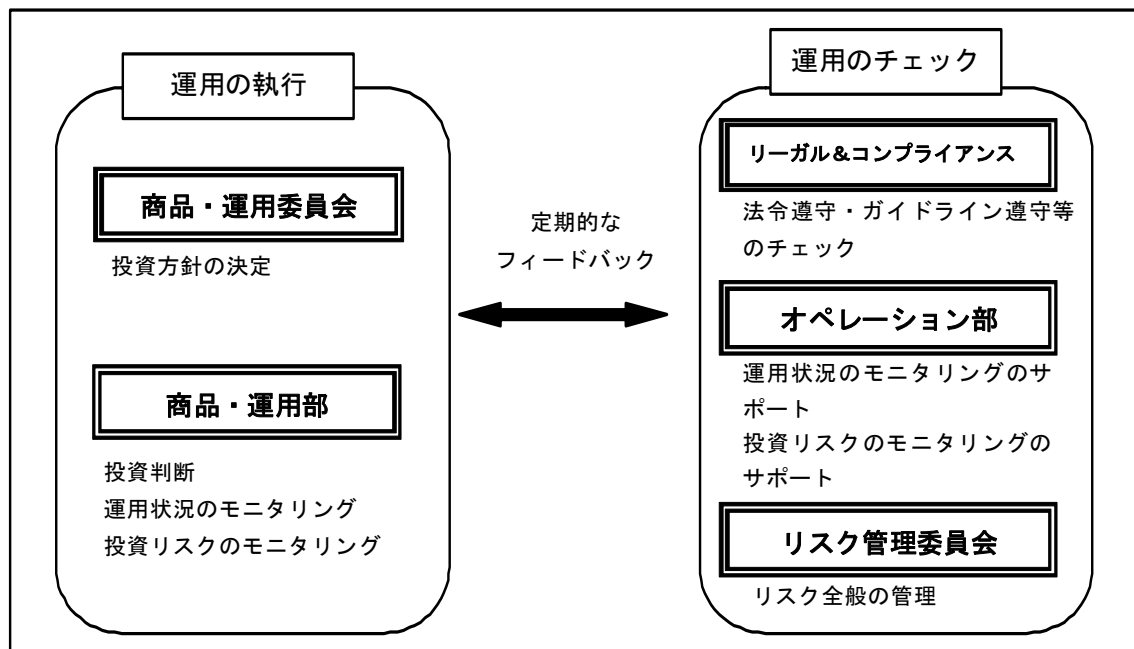 運用の執行
商品・運用委員会
投資方針の決定
商品・運用部
投資判断
運用状況のモニタリング
投資リスクのモニタリング
定期的な
フィードバック
運用のチェック
リーガル&コンプライアンス
法令遵守・ガイドライン遵守等
のチェック
オペレーション部
運用状況のモニタリングのサ
ポート
投資リスクのモニタリングの
サポート
リスク管理委員会
リスク全般の管理